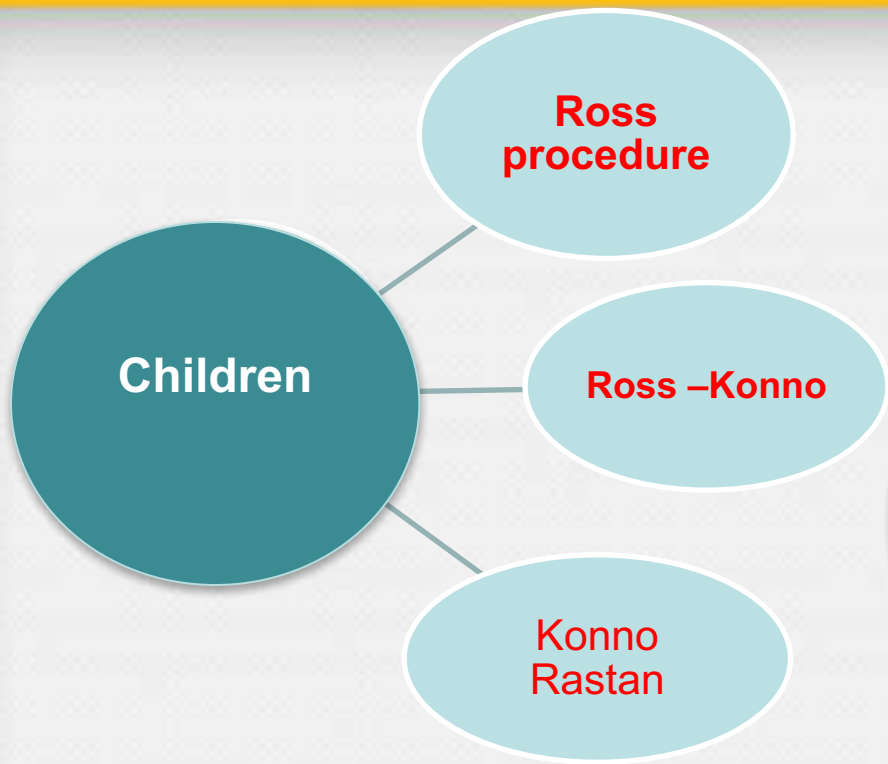 Ross
procedure
Children
Ross –Konno
Konno
Rastan